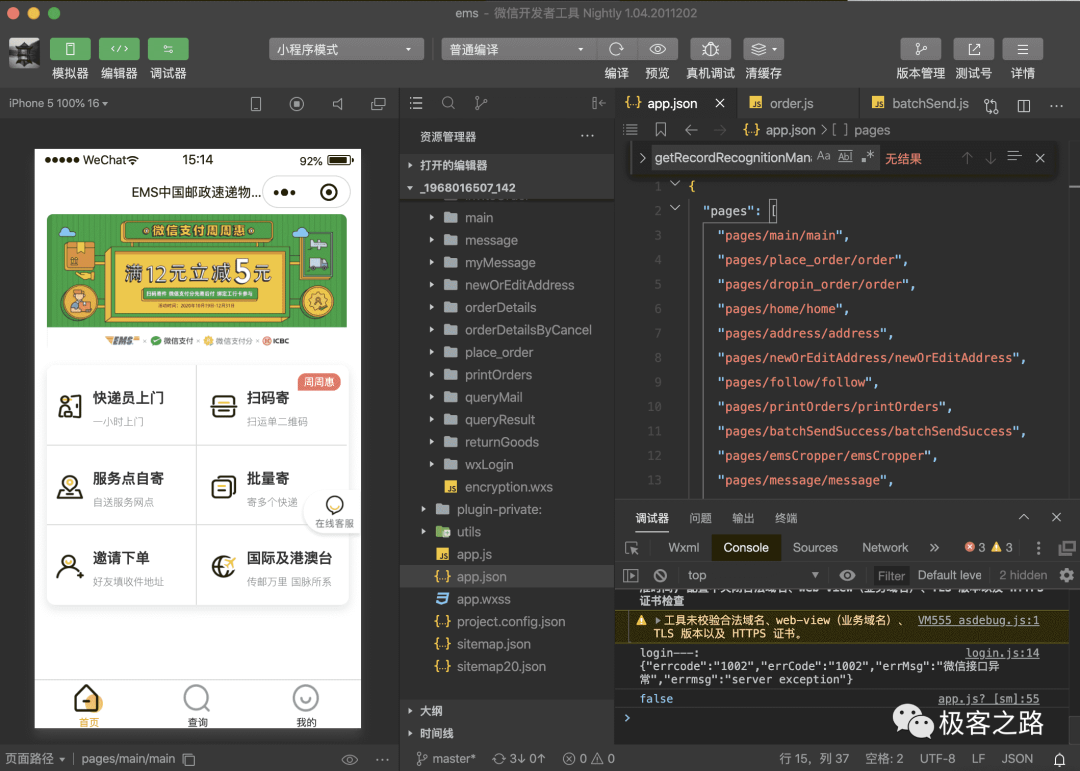 ems - 微信开发者工具 Nightly 1.04.2011202
模拟器 编辑器 调试器
小程序模式
普通编译
编译 预览 真机调试 清缓存
版本管理 测试号 详情
iPhone 5 100% 16
WeChat 15:14 92%
EMS中国邮政速递物...
微信支付周周惠
满12元立减5元
EMS × 微信支付 × 微信支付分 × ICBC
快递员上门
一小时上门
周周惠
扫码寄
扫运单二维码
服务点自寄
自送服务网点
批量寄
寄多个快递
在线客服
邀请下单
好友填收件地址
国际及港澳台
传邮万里 国脉所系
首页 查询 我的
页面路径 pages/main/main
资源管理器
打开的编辑器
_1968016507_142
main
message
myMessage
newOrEditAddress
orderDetails
orderDetailsByCancel
place_order
printOrders
queryMail
queryResult
returnGoods
wxLogin
encryption.wxs
plugin-private:
utils
app.js
app.json
app.wxss
project.config.json
sitemap.json
sitemap20.json
大纲
时间线
master* 3↓ 0↑ 0 0
app.json order.js batchSend.js
app.json > [ ] pages
getRecordRecognitionMan Aa Abl .* 无结果
1 {
2 "pages": [
3 "pages/main/main",
4 "pages/place_order/order",
5 "pages/dropin_order/order",
6 "pages/home/home",
7 "pages/address/address",
8 "pages/newOrEditAddress/newOrEditAddress",
9 "pages/follow/follow",
10 "pages/printOrders/printOrders",
11 "pages/batchSendSuccess/batchSendSuccess",
12 "pages/emsCropper/emsCropper",
13 "pages/message/message",
调试器 问题 输出 终端
Wxml Console Sources Network » 3 3
top Filter Default leve 2 hidden
证书检查
工具未校验合法域名、web-view（业务域名）、 VM555 asdebug.js:1
TLS 版本以及 HTTPS 证书。
login---: login.js:14
{"errcode":"1002","errCode":"1002","errMsg":"微信接口异
常","errmsg":"server exception"}
false app.js? [sm]:55
极客之路
行 15，列 37 空格: 2 UTF-8 LF JSON